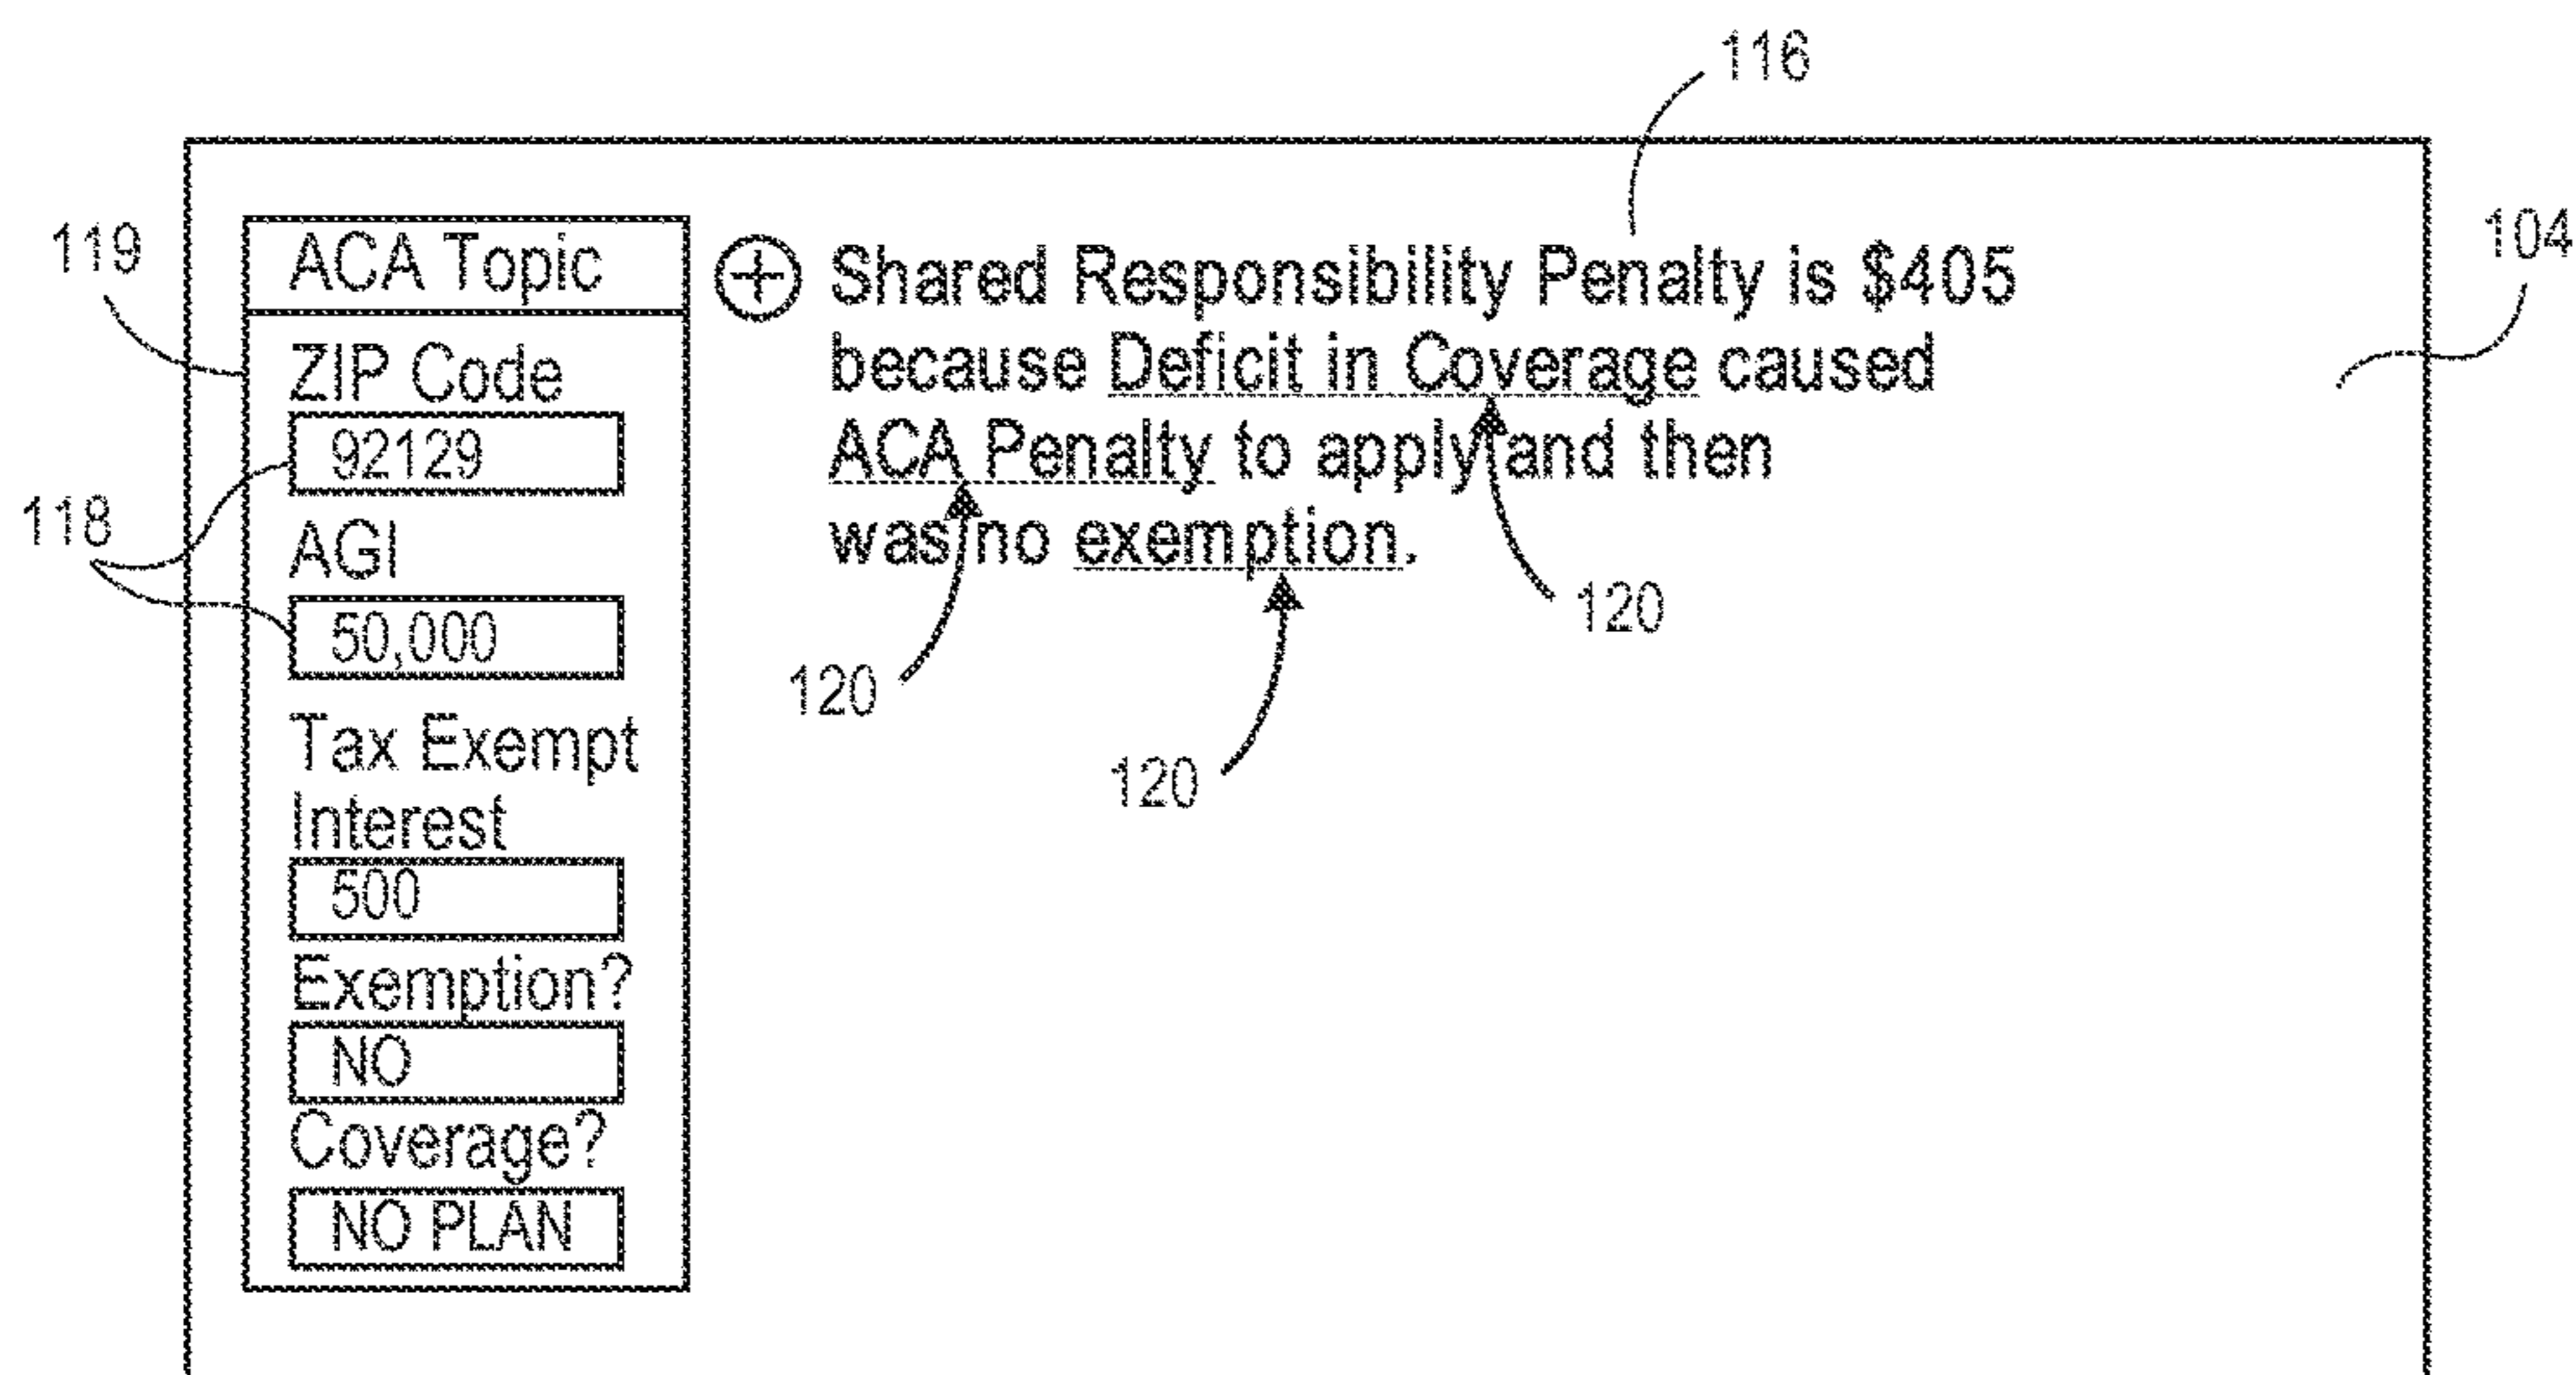 116
119
104
ACA Topic
ZIP Code
92129
118
AGI
50,000
Tax Exempt
Interest
500
Exemption?
NO
Coverage?
NO PLAN
Shared Responsibility Penalty is $405
because Deficit in Coverage caused
ACA Penalty to apply and then
was no exemption.
120
120
120